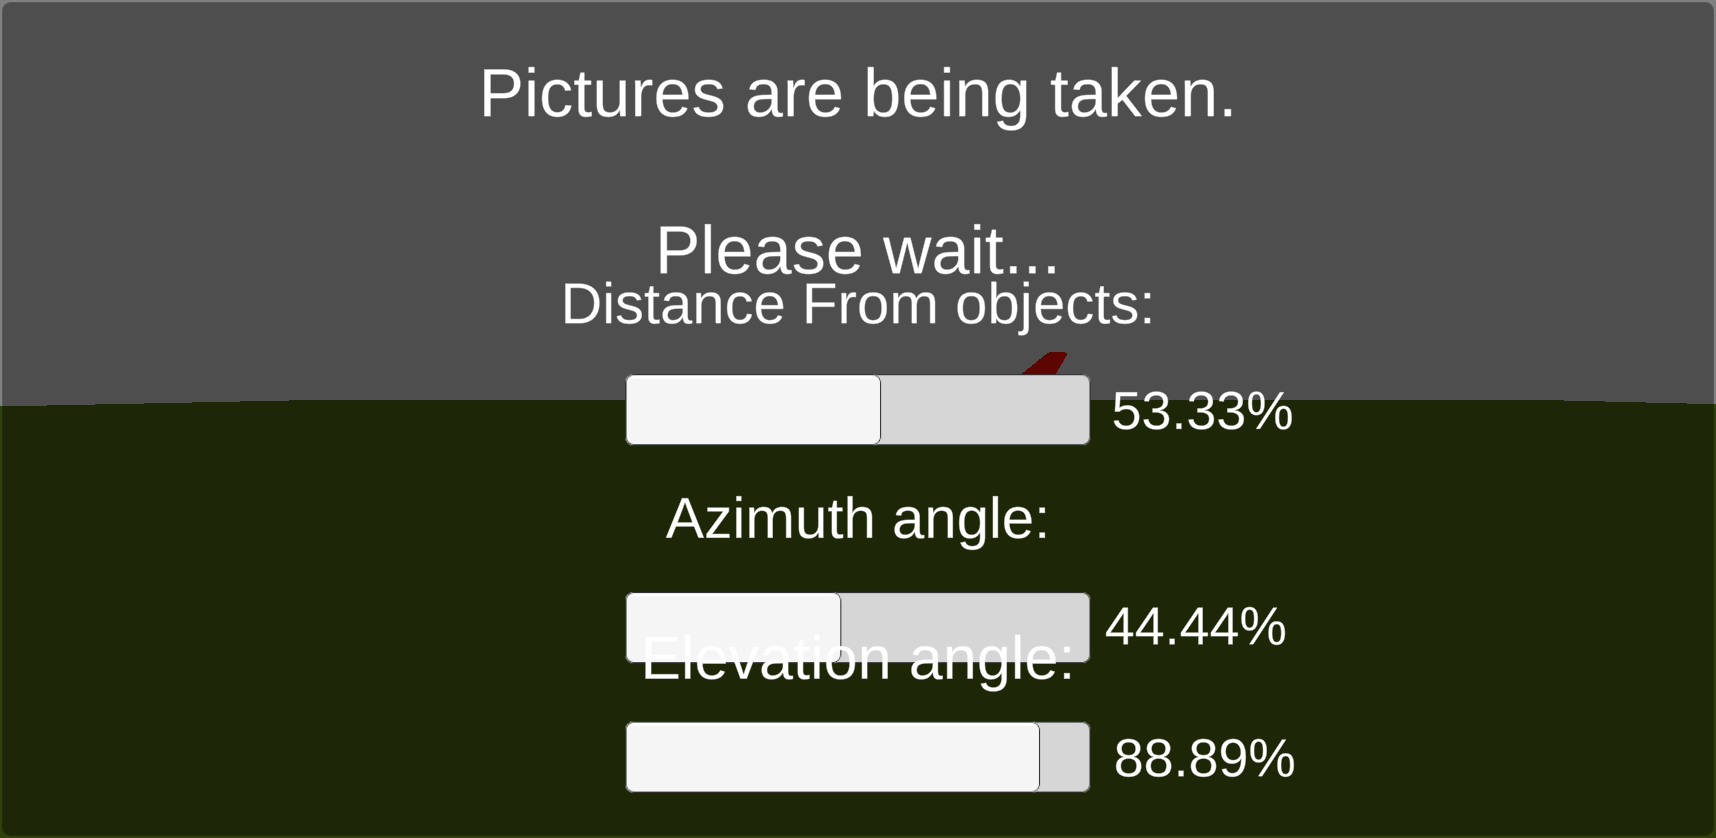 Pictures are being taken.
Please wait...
Distance From objects:
53.33%
Azimuth angle:
44.44%
Elevation angle:
88.89%